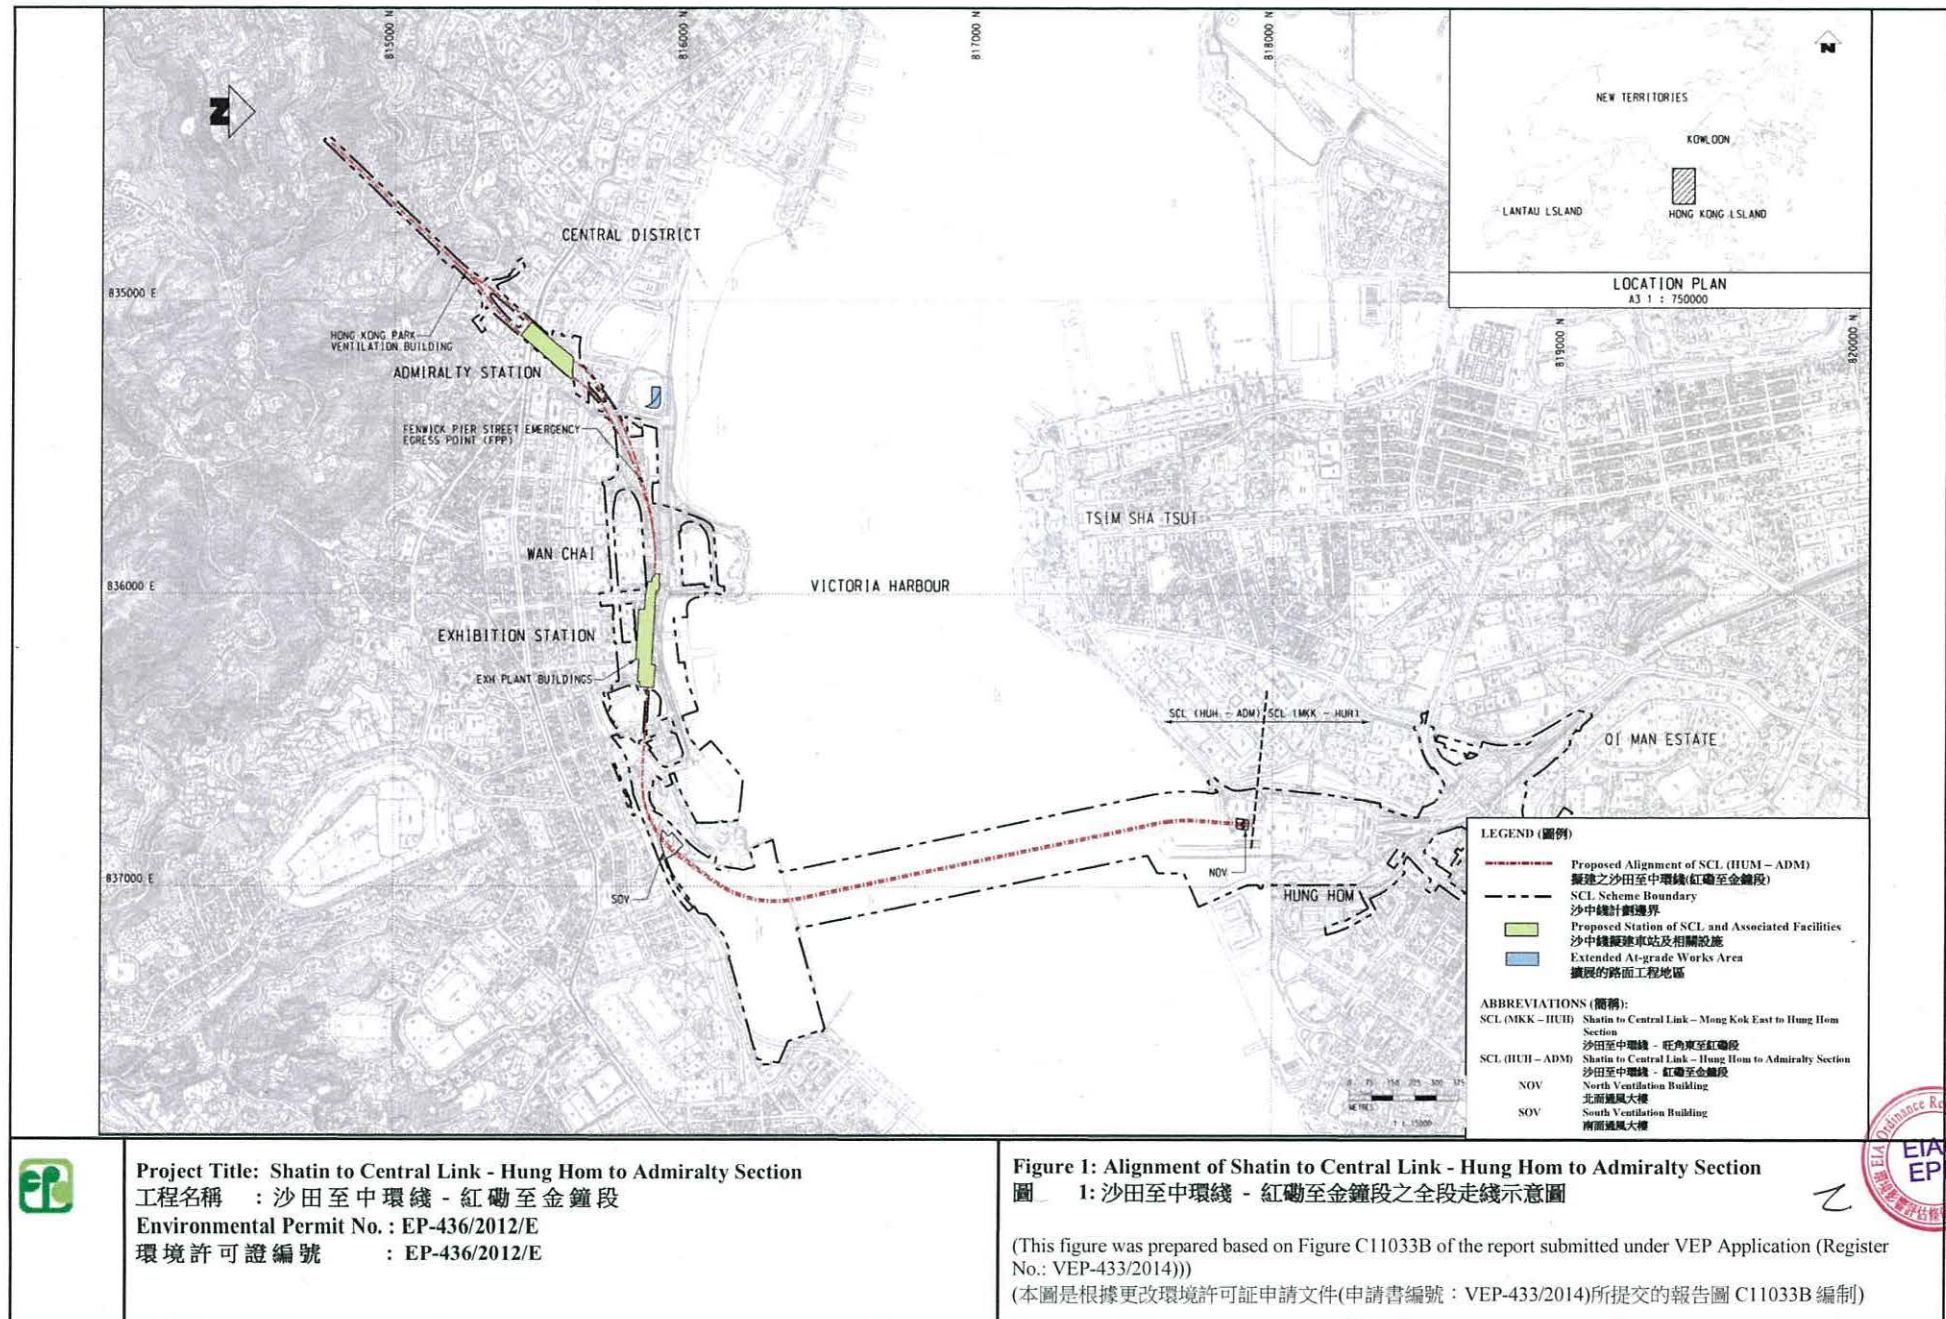 815000 N
816000 N
817000 N
818000 N
N
N
NEW TERRITORIES
KOWLOON
LANTAU LSLAND
HONG KONG LSLAND
LOCATION PLAN
A3 1 : 750000
CENTRAL DISTRICT
835000 E
HONG KONG PARK
VENTILATION BUILDING
ADMIRALTY STATION
819000 N
820000 N
FENWICK PIER STREET EMERGENCY
EGRESS POINT (FPP)
TSIM SHA TSUI
WAN CHAI
836000 E
VICTORIA HARBOUR
EXHIBITION STATION
EXH PLANT BUILDINGS
SCL (HUH - ADM) SCL (MKK - HUH)
OI MAN ESTATE
837000 E
SOV
NOV
HUNG HOM
LEGEND (圖例)
Proposed Alignment of SCL (HUM – ADM)
擬建之沙田至中環綫(紅磡至金鐘段)
SCL Scheme Boundary
沙中綫計劃邊界
Proposed Station of SCL and Associated Facilities
沙中綫擬建車站及相關設施
Extended At-grade Works Area
擴展的路面工程地區
ABBREVIATIONS (簡稱):
SCL (MKK – HUH) Shatin to Central Link – Mong Kok East to Hung Hom
Section
沙田至中環綫 - 旺角東至紅磡段
SCL (HUH – ADM) Shatin to Central Link – Hung Hom to Admiralty Section
沙田至中環綫 - 紅磡至金鐘段
NOV North Ventilation Building
北面通風大樓
SOV South Ventilation Building
南面通風大樓
0 75 150 225 300 375
METRES
1 : 15000
Project Title: Shatin to Central Link - Hung Hom to Admiralty Section
工程名稱 : 沙田至中環綫 - 紅磡至金鐘段
Environmental Permit No. : EP-436/2012/E
環境許可證編號 : EP-436/2012/E
Figure 1: Alignment of Shatin to Central Link - Hung Hom to Admiralty Section
圖 1: 沙田至中環綫 - 紅磡至金鐘段之全段走綫示意圖
(This figure was prepared based on Figure C11033B of the report submitted under VEP Application (Register
No.: VEP-433/2014)))
(本圖是根據更改環境許可証申請文件(申請書編號：VEP-433/2014)所提交的報告圖 C11033B 編制)
EIA
EP